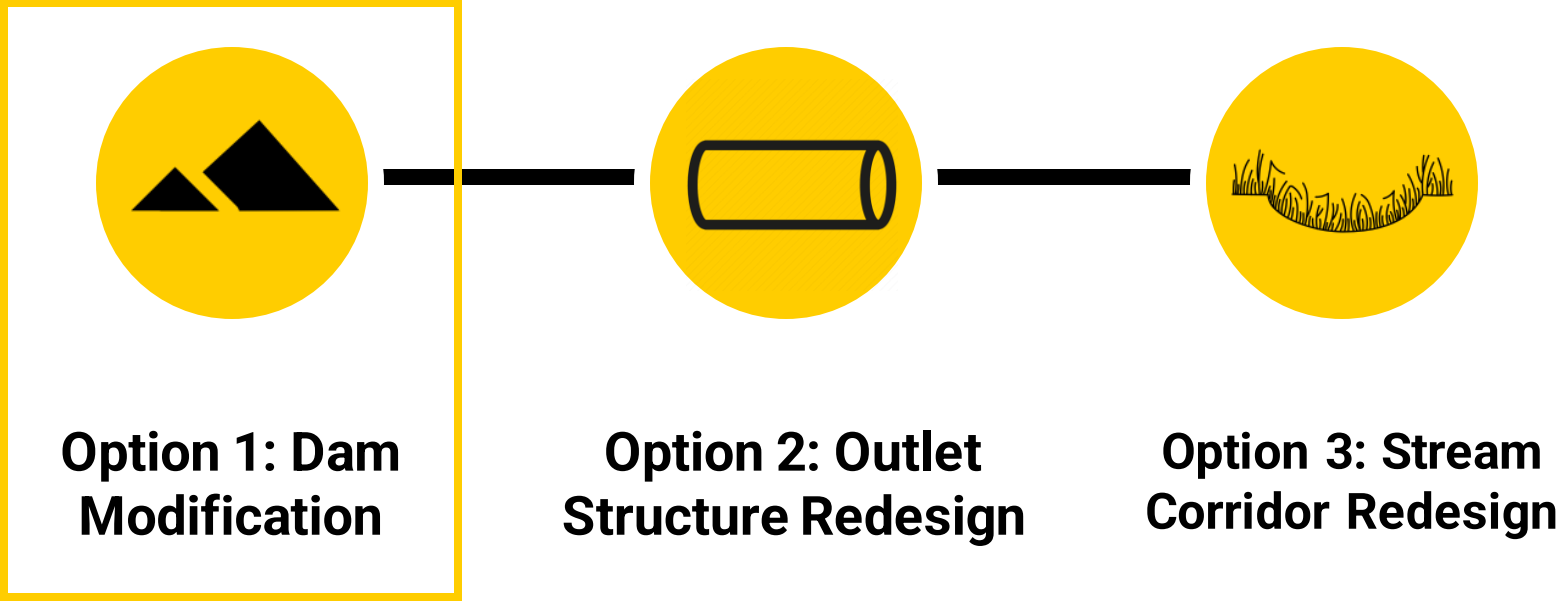 Option 1: Dam
Modification
Option 2: Outlet
Structure Redesign
Option 3: Stream
Corridor Redesign